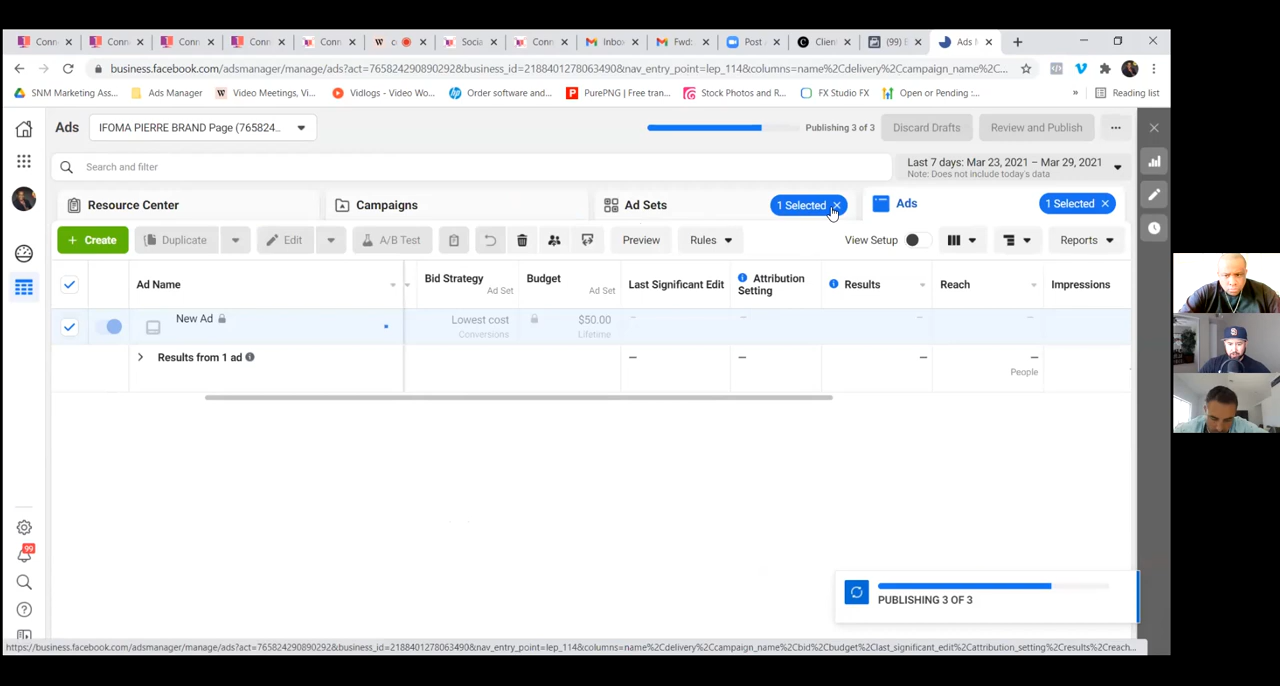 Conn
Conn
Conn
Conn
Conn
Socia
Conn
Inbo
Fwd:
Post
Clien
(99)
Ads
business.facebook.com/adsmanager/manage/ads?act=765824290890292&business_id=2188401278063490&nav_entry_point=lep_114&columns=name%2Cdelivery%2Ccampaign_name%2C...
SNM Marketing Ass...
Ads Manager
Video Meetings, Vi...
Vidlogs - Video Wo...
Order software and...
PurePNG | Free tran...
Stock Photos and R...
FX Studio FX
Open or Pending :...
»
Reading list
Ads
IFOMA PIERRE BRAND Page (765824...
Publishing 3 of 3
Discard Drafts
Review and Publish
Search and filter
Last 7 days: Mar 23, 2021 – Mar 29, 2021
Note: Does not include today's data
Resource Center
Campaigns
Ad Sets
1 Selected
Ads
1 Selected
+ Create
Duplicate
Edit
A/B Test
Preview
Rules
View Setup
Reports
Ad Name
Bid Strategy
Ad Set
Budget
Ad Set
Last Significant Edit
Attribution
Setting
Results
Reach
Impressions
New Ad
Lowest cost
Conversions
$50.00
Lifetime
—
—
—
—
Results from 1 ad
—
—
—
—
People
99
PUBLISHING 3 OF 3
https://business.facebook.com/adsmanager/manage/ads?act=765824290890292&business_id=2188401278063490&nav_entry_point=lep_114&columns=name%2Cdelivery%2Ccampaign_name%2Cbid%2Cbudget%2Clast_significant_edit%2Cattribution_setting%2Cresults%2Creach...